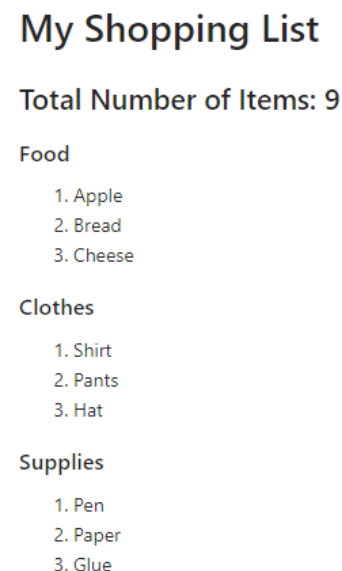 My Shopping List
Total Number of Items: 9
Food
1. Apple
2. Bread
3. Cheese
Clothes
1. Shirt
2. Pants
3. Hat
Supplies
1. Pen
2. Paper
3. Glue